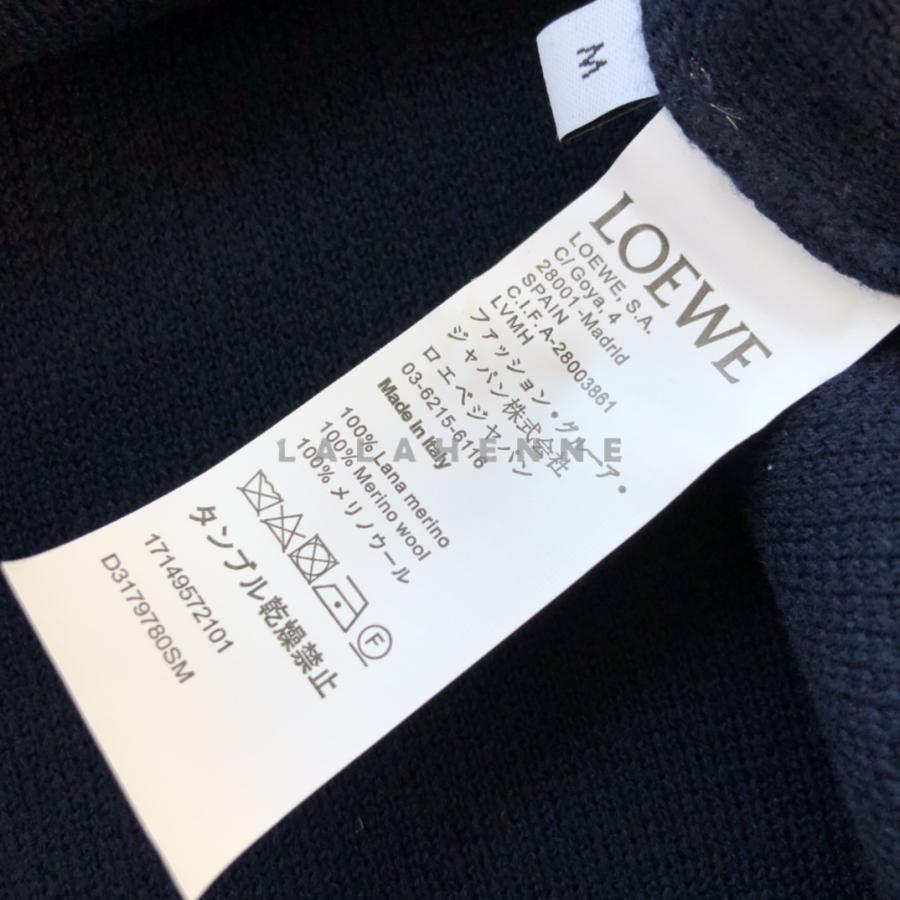 M
LOEWE
LOEWE, S.A.
C/ Goya, 4
28001-Madrid
SPAIN
C.I.F.A-28003861
LVMH
ファッション・グループ・
ジャパン株式会社
ロエベジャパン
03-6215-6116
Made in Italy
100% Lana merino
100% Merino wool
100% メリノウール
F
タンブル乾燥禁止
17149572101
D3179780SM
LALAHENNE